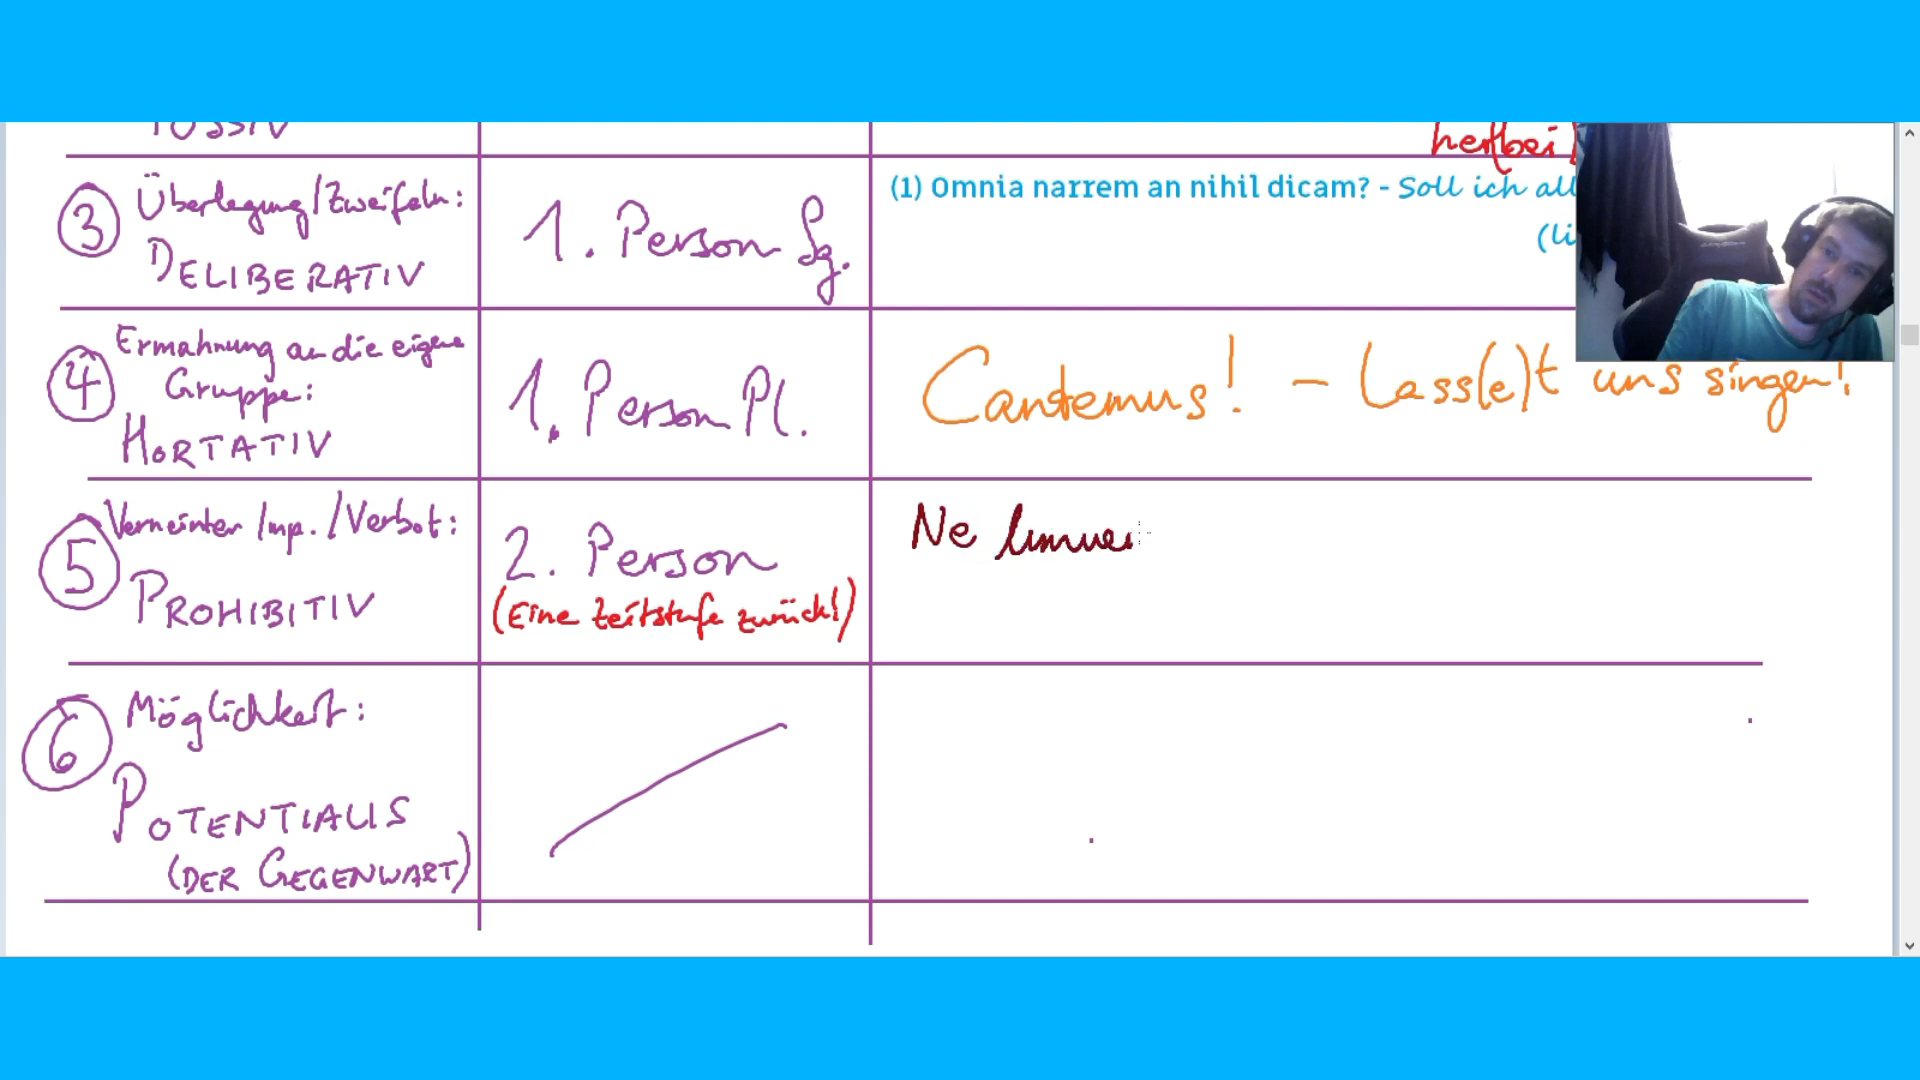 herbei
③ Überlegung/Zweifeln:
DELIBERATIV
1. Person Sg.
(1) Omnia narrem an nihil dicam? - Soll ich all
(li
④ Ermahnung an die eigene
Gruppe:
HORTATIV
1. Person Pl.
Cantemus! - Lass(e)t uns singen!
⑤ Verneinter Imp./Verbot:
PROHIBITIV
2. Person
(Eine Zeitstufe zurück!)
Ne
⑥ Möglichkeit:
POTENTIALIS
(DER GEGENWART)